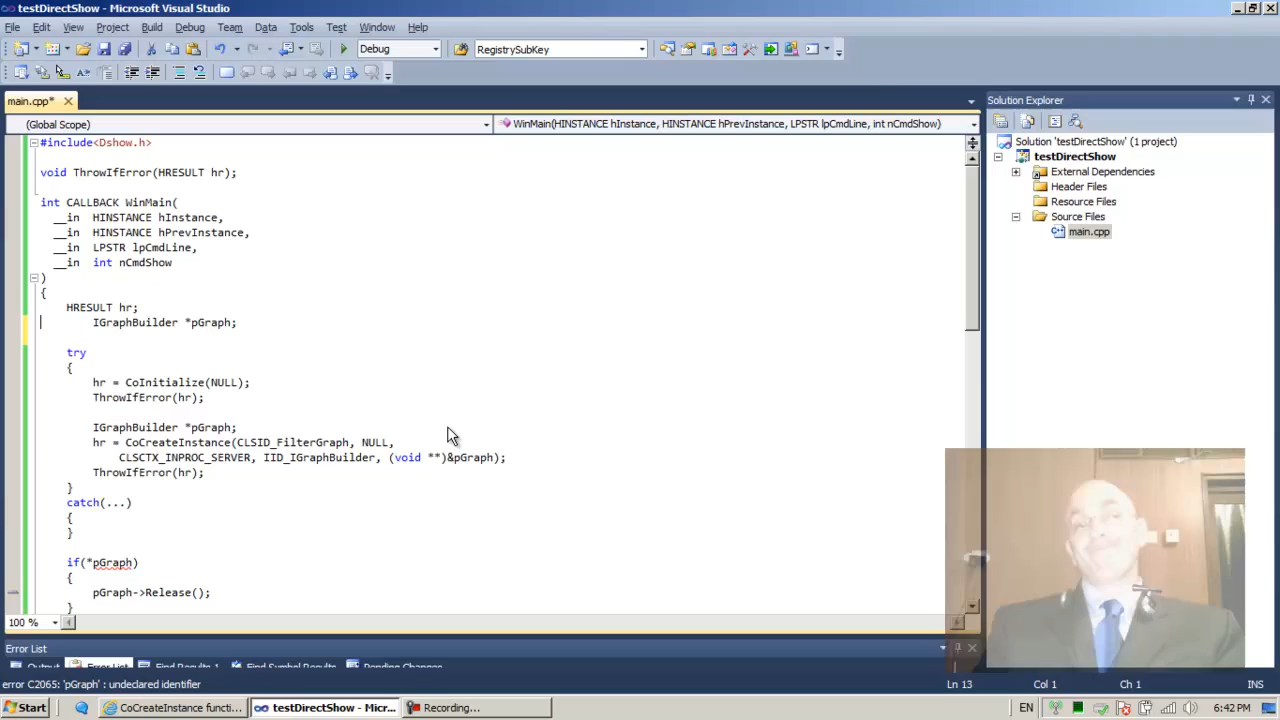 testDirectShow - Microsoft Visual Studio
File Edit View Project Build Debug Team Data Tools Test Window Help
Debug RegistrySubKey
main.cpp*
Solution Explorer
(Global Scope) WinMain(HINSTANCE hInstance, HINSTANCE hPrevInstance, LPSTR lpCmdLine, int nCmdShow)
#include<Dshow.h>
void ThrowIfError(HRESULT hr);
int CALLBACK WinMain(
__in HINSTANCE hInstance,
__in HINSTANCE hPrevInstance,
__in LPSTR lpCmdLine,
__in int nCmdShow
)
{
HRESULT hr;
IGraphBuilder *pGraph;
try
{
hr = CoInitialize(NULL);
ThrowIfError(hr);
IGraphBuilder *pGraph;
hr = CoCreateInstance(CLSID_FilterGraph, NULL,
CLSCTX_INPROC_SERVER, IID_IGraphBuilder, (void **)&pGraph);
ThrowIfError(hr);
}
catch(...)
{
}
if(*pGraph)
{
pGraph->Release();
}
Solution 'testDirectShow' (1 project)
testDirectShow
External Dependencies
Header Files
Resource Files
Source Files
main.cpp
100 %
Error List
Output Error List Find Results 1 Find Symbol Results Pending Changes
error C2065: 'pGraph' : undeclared identifier Ln 13 Col 1 Ch 1 INS
Start CoCreateInstance functi... testDirectShow - Micr... Recording... EN 6:42 PM